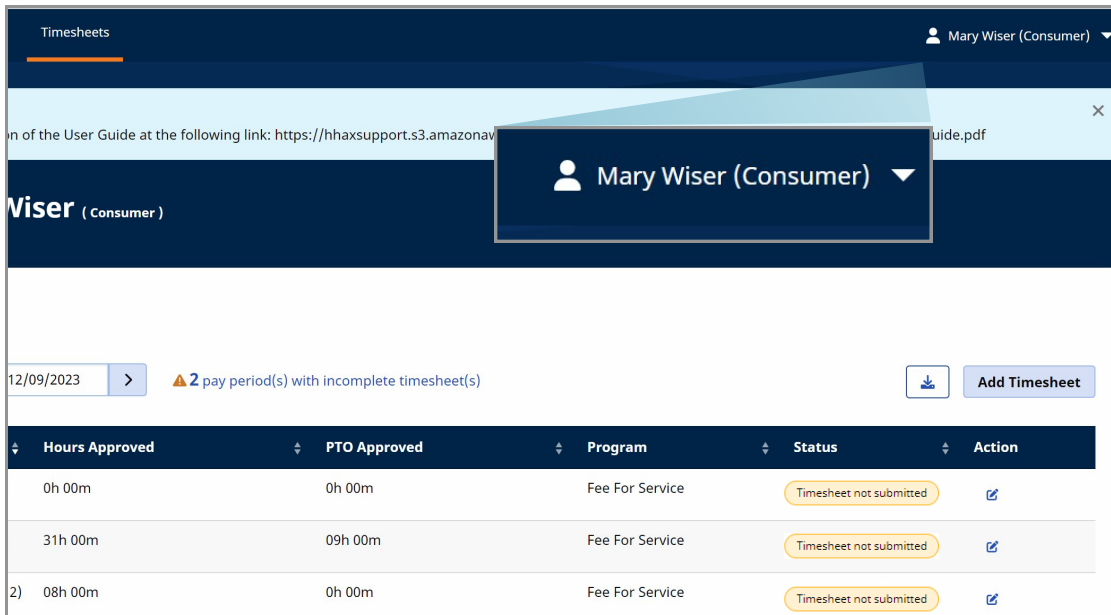 Timesheets
Mary Wiser (Consumer)
of the User Guide at the following link: https://hhaxsupport.s3.amazonav uide.pdf
Mary Wiser (Consumer)
Wiser ( Consumer )
12/09/2023
2 pay period(s) with incomplete timesheet(s)
Add Timesheet
Hours Approved PTO Approved Program Status Action
0h 00m 0h 00m Fee For Service Timesheet not submitted
31h 00m 09h 00m Fee For Service Timesheet not submitted
2) 08h 00m 0h 00m Fee For Service Timesheet not submitted